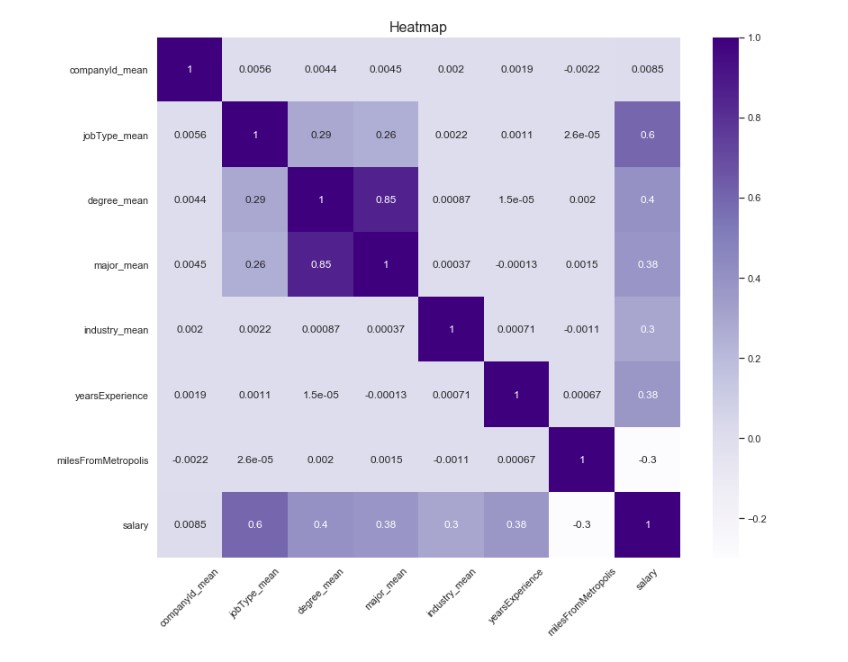 Heatmap
companyId_mean 1 0.0056 0.0044 0.0045 0.002 0.0019 -0.0022 0.0085
jobType_mean 0.0056 1 0.29 0.26 0.0022 0.0011 2.6e-05 0.6
degree_mean 0.0044 0.29 1 0.85 0.00087 1.5e-05 0.002 0.4
major_mean 0.0045 0.26 0.85 1 0.00037 -0.00013 0.0015 0.38
industry_mean 0.002 0.0022 0.00087 0.00037 1 0.00071 -0.0011 0.3
yearsExperience 0.0019 0.0011 1.5e-05 -0.00013 0.00071 1 0.00067 0.38
milesFromMetropolis -0.0022 2.6e-05 0.002 0.0015 -0.0011 0.00067 1 -0.3
salary 0.0085 0.6 0.4 0.38 0.3 0.38 -0.3 1
companyId_mean jobType_mean degree_mean major_mean industry_mean yearsExperience milesFromMetropolis salary
1.0
0.8
0.6
0.4
0.2
0.0
−0.2